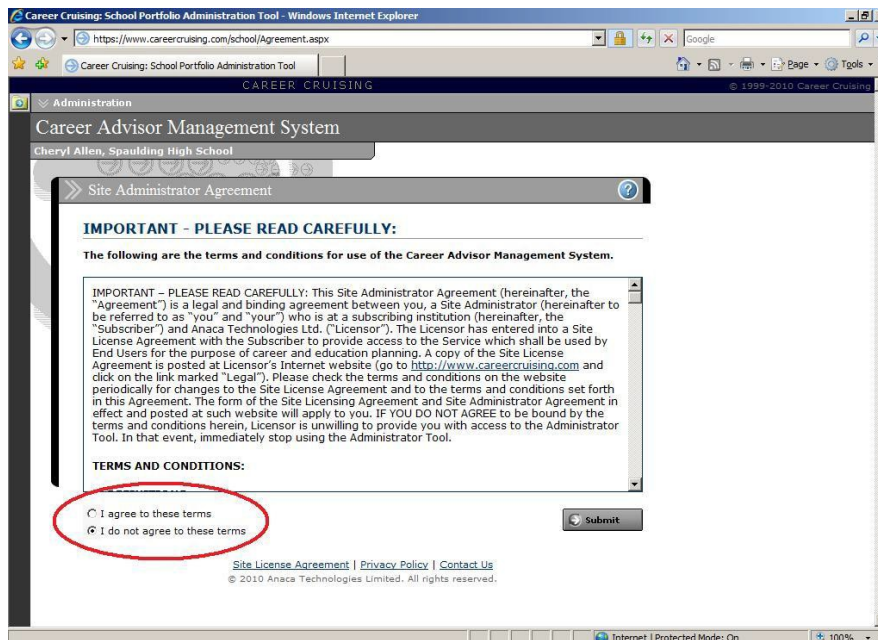 Career Cruising: School Portfolio Administration Tool - Windows Internet Explorer
https://www.careercruising.com/school/Agreement.aspx
Google
Career Cruising: School Portfolio Administration Tool
Page
Tools
CAREER CRUISING
© 1999-2010 Career Cruising
Administration
Career Advisor Management System
Cheryl Allen, Spaulding High School
Site Administrator Agreement
?
IMPORTANT - PLEASE READ CAREFULLY:
The following are the terms and conditions for use of the Career Advisor Management System.
IMPORTANT – PLEASE READ CAREFULLY: This Site Administrator Agreement (hereinafter, the
"Agreement") is a legal and binding agreement between you, a Site Administrator (hereinafter to
be referred to as "you" and "your") who is at a subscribing institution (hereinafter, the
"Subscriber") and Anaca Technologies Ltd. ("Licensor"). The Licensor has entered into a Site
License Agreement with the Subscriber to provide access to the Service which shall be used by
End Users for the purpose of career and education planning. A copy of the Site License
Agreement is posted at Licensor's Internet website (go to http://www.careercruising.com and
click on the link marked "Legal"). Please check the terms and conditions on the website
periodically for changes to the Site License Agreement and to the terms and conditions set forth
in this Agreement. The form of the Site Licensing Agreement and Site Administrator Agreement in
effect and posted at such website will apply to you. IF YOU DO NOT AGREE to be bound by the
terms and conditions herein, Licensor is unwilling to provide you with access to the Administrator
Tool. In that event, immediately stop using the Administrator Tool.
TERMS AND CONDITIONS:
I agree to these terms
I do not agree to these terms
Submit
Site License Agreement | Privacy Policy | Contact Us
© 2010 Anaca Technologies Limited. All rights reserved.
Internet | Protected Mode: On
100%